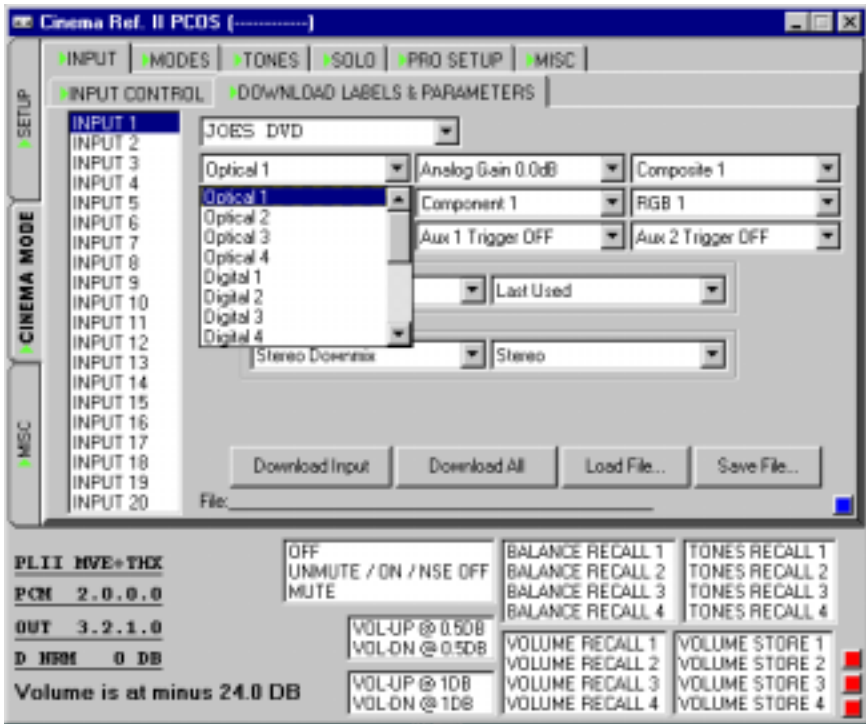 Cinema Ref. II PCOS (------------)
INPUT MODES TONES SOLO PRO SETUP MISC
INPUT CONTROL DOWNLOAD LABELS & PARAMETERS
SETUP
CINEMA MODE
MISC
INPUT 1
INPUT 2
INPUT 3
INPUT 4
INPUT 5
INPUT 6
INPUT 7
INPUT 8
INPUT 9
INPUT 10
INPUT 11
INPUT 12
INPUT 13
INPUT 14
INPUT 15
INPUT 16
INPUT 17
INPUT 18
INPUT 19
INPUT 20
JOES DVD
Optical 1 Analog Gain 0.0dB Composite 1
Optical 1
Optical 2
Optical 3
Optical 4
Digital 1
Digital 2
Digital 3
Digital 4
Component 1 RGB 1
Aux 1 Trigger OFF Aux 2 Trigger OFF
Last Used
Stereo Downmix Stereo
Download Input Download All Load File... Save File...
File:
PLII MVE+THX
PCM 2.0.0.0
OUT 3.2.1.0
D NRM 0 DB
Volume is at minus 24.0 DB
OFF
UNMUTE / ON / NSE OFF
MUTE
VOL-UP @ 0.5DB
VOL-DN @ 0.5DB
VOL-UP @ 1DB
VOL-DN @ 1DB
BALANCE RECALL 1
BALANCE RECALL 2
BALANCE RECALL 3
BALANCE RECALL 4
TONES RECALL 1
TONES RECALL 2
TONES RECALL 3
TONES RECALL 4
VOLUME RECALL 1
VOLUME RECALL 2
VOLUME RECALL 3
VOLUME RECALL 4
VOLUME STORE 1
VOLUME STORE 2
VOLUME STORE 3
VOLUME STORE 4